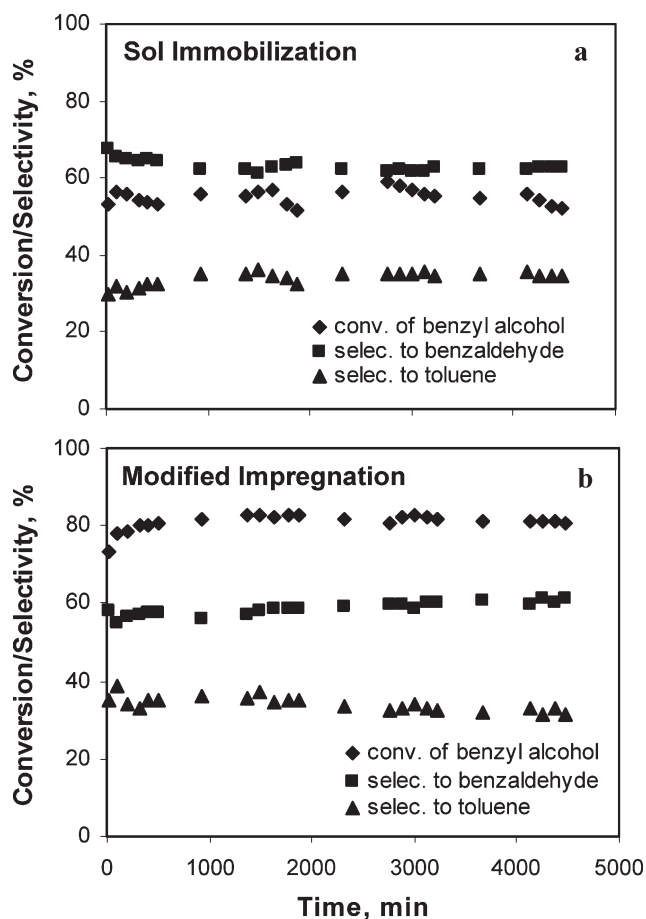 100
Sol Immobilization a
80
60
40
20
0
◆ conv. of benzyl alcohol
■ selec. to benzaldehyde
▲ selec. to toluene
Conversion/Selectivity, %
100
Modified Impregnation b
80
60
40
20
0
◆ conv. of benzyl alcohol
■ selec. to benzaldehyde
▲ selec. to toluene
Conversion/Selectivity, %
0 1000 2000 3000 4000 5000
Time, min